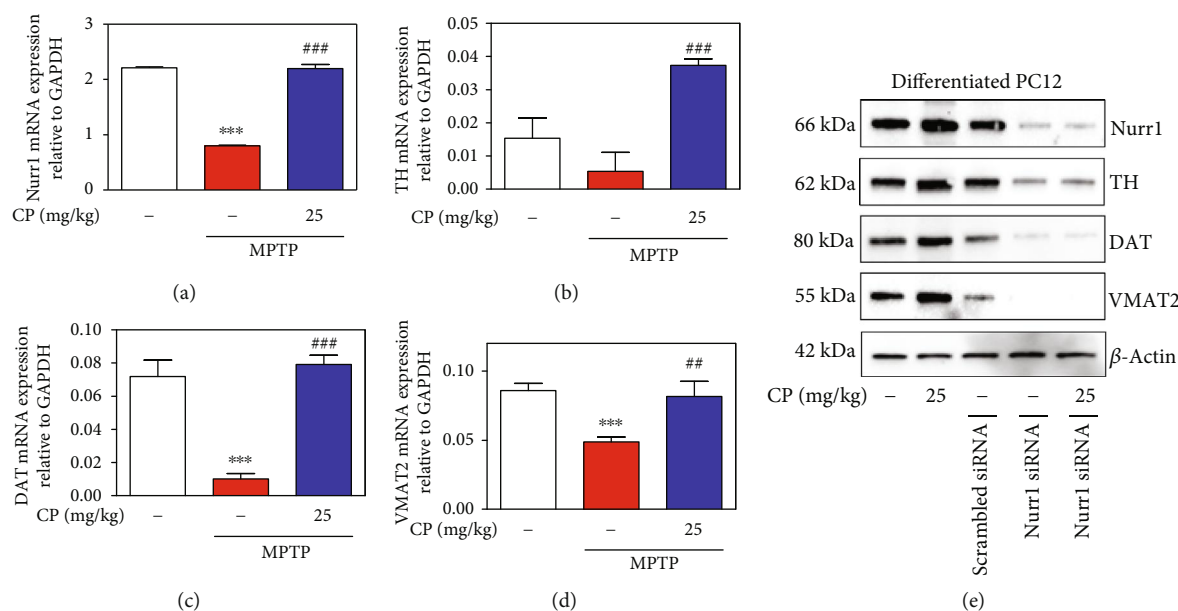 Nurr1 mRNA expression
relative to GAPDH
3
2
1
0
***
###
CP (mg/kg)
–
–
25
MPTP
(a)
TH mRNA expression
relative to GAPDH
0.05
0.04
0.03
0.02
0.01
0.00
###
CP (mg/kg)
–
–
25
MPTP
(b)
DAT mRNA expression
relative to GAPDH
0.10
0.08
0.06
0.04
0.02
0.00
***
###
CP (mg/kg)
–
–
25
MPTP
(c)
VMAT2 mRNA expression
relative to GAPDH
0.10
0.05
0.00
***
##
CP (mg/kg)
–
–
25
MPTP
(d)
Differentiated PC12
66 kDa
Nurr1
62 kDa
TH
80 kDa
DAT
55 kDa
VMAT2
42 kDa
β-Actin
CP (mg/kg)
–
25
–
–
25
Scrambled siRNA
Nurr1 siRNA
Nurr1 siRNA
(e)